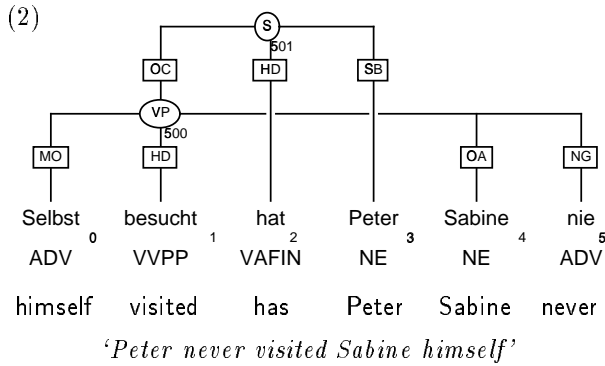 (2)
S
501
OC HD SB
VP
500
MO HD OA NG
Selbst besucht hat Peter Sabine nie
0 1 2 3 4 5
ADV VVPP VAFIN NE NE ADV
himself visited has Peter Sabine never
‘Peter never visited Sabine himself’